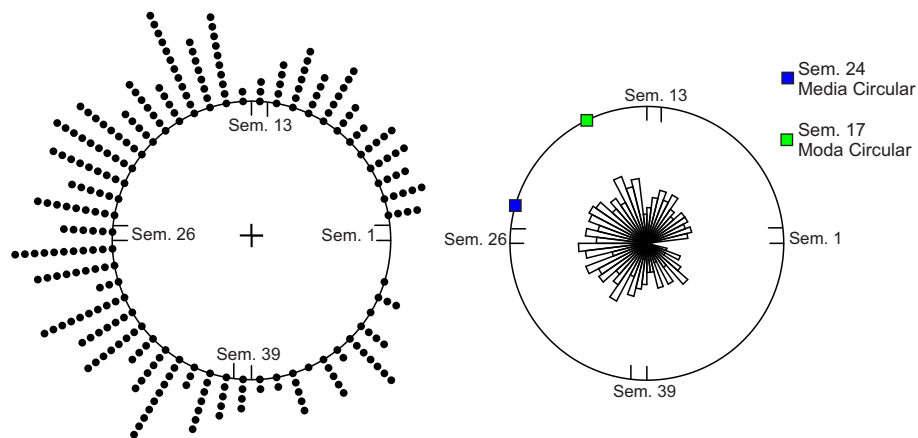 Sem. 13
Sem. 26
Sem. 1
Sem. 39
Sem. 13
Sem. 26
Sem. 1
Sem. 39
Sem. 24
Media Circular
Sem. 17
Moda Circular